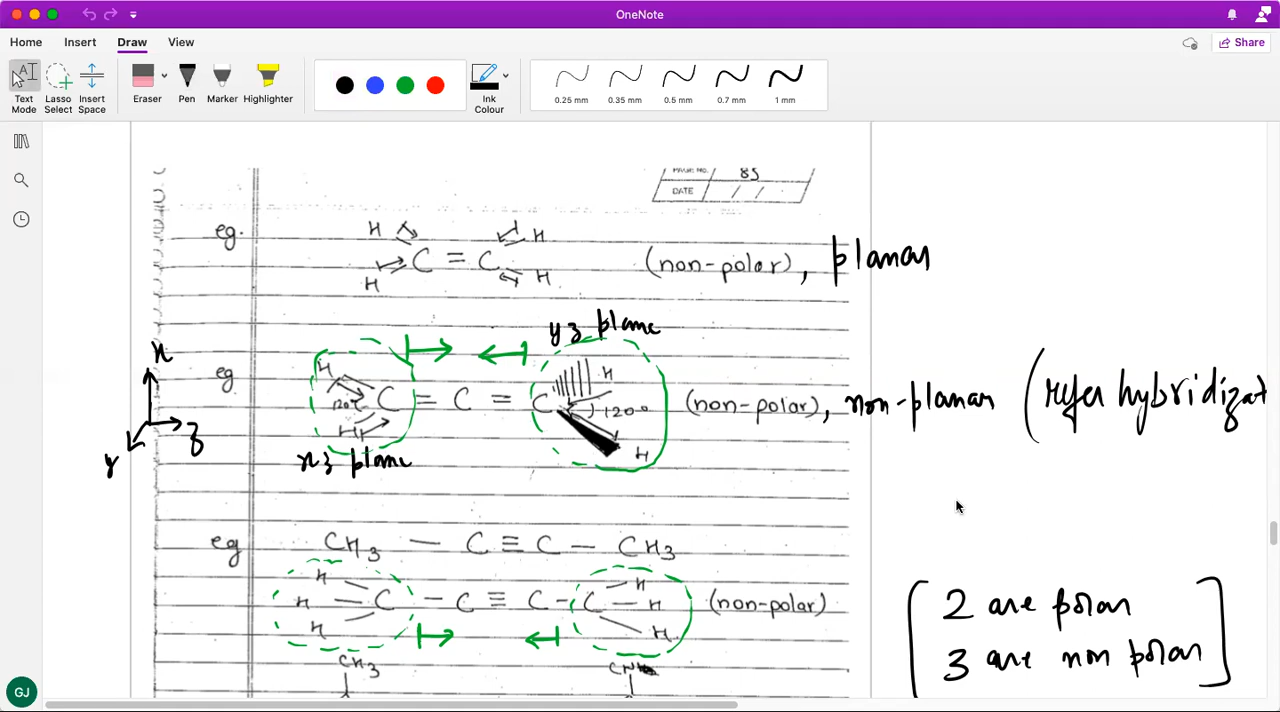 OneNote
Home Insert Draw View
Share
Text Mode
Lasso Select
Insert Space
Eraser
Pen
Marker
Highlighter
Ink Colour
0.25 mm
0.35 mm
0.5 mm
0.7 mm
1 mm
PAGE No. 85
DATE / /
eg. H H
C = C (non-polar), planar
H H
yz plane
x
eg H H
120° C = C = C 120° (non-polar), non-planar (refer hybridizat
H H
z
y
xz plane
eg CH3 — C ≡ C — CH3
H H
H — C — C ≡ C — C — H (non-polar)
H H
2 are polar
3 are non polar
CH3
GJ